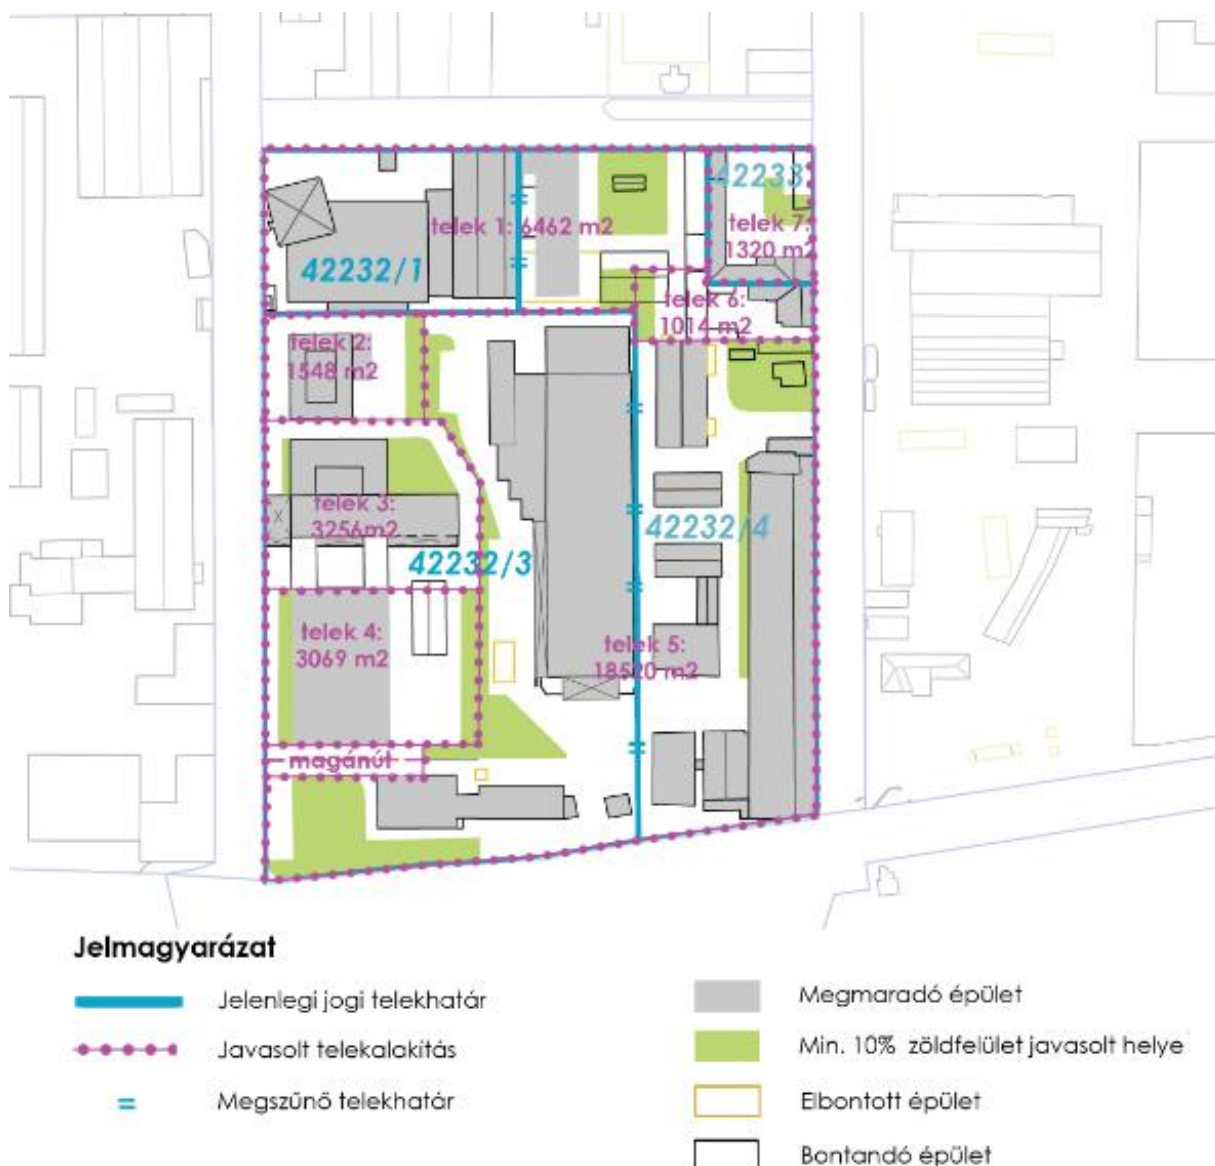 42233
telek 1: 6462 m2
telek 7:
1320 m2
42232/1
telek 6:
1014 m2
telek 2:
1548 m2
telek 3:
3256m2
42232/3
42232/4
telek 4:
3069 m2
telek 5:
18520 m2
magánút
Jelmagyarázat
Jelenlegi jogi telekhatár
Javasolt telekalakítás
Megszűnő telekhatár
Megmaradó épület
Min. 10% zöldfelület javasolt helye
Elbontott épület
Bontandó épület